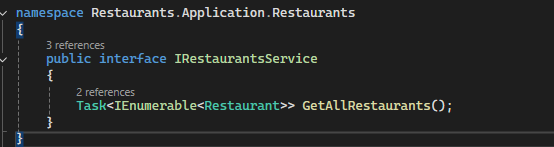 namespace Restaurants.Application.Restaurants
{
3 references
public interface IRestaurantsService
{
2 references
Task<IEnumerable<Restaurant>> GetAllRestaurants();
}
}